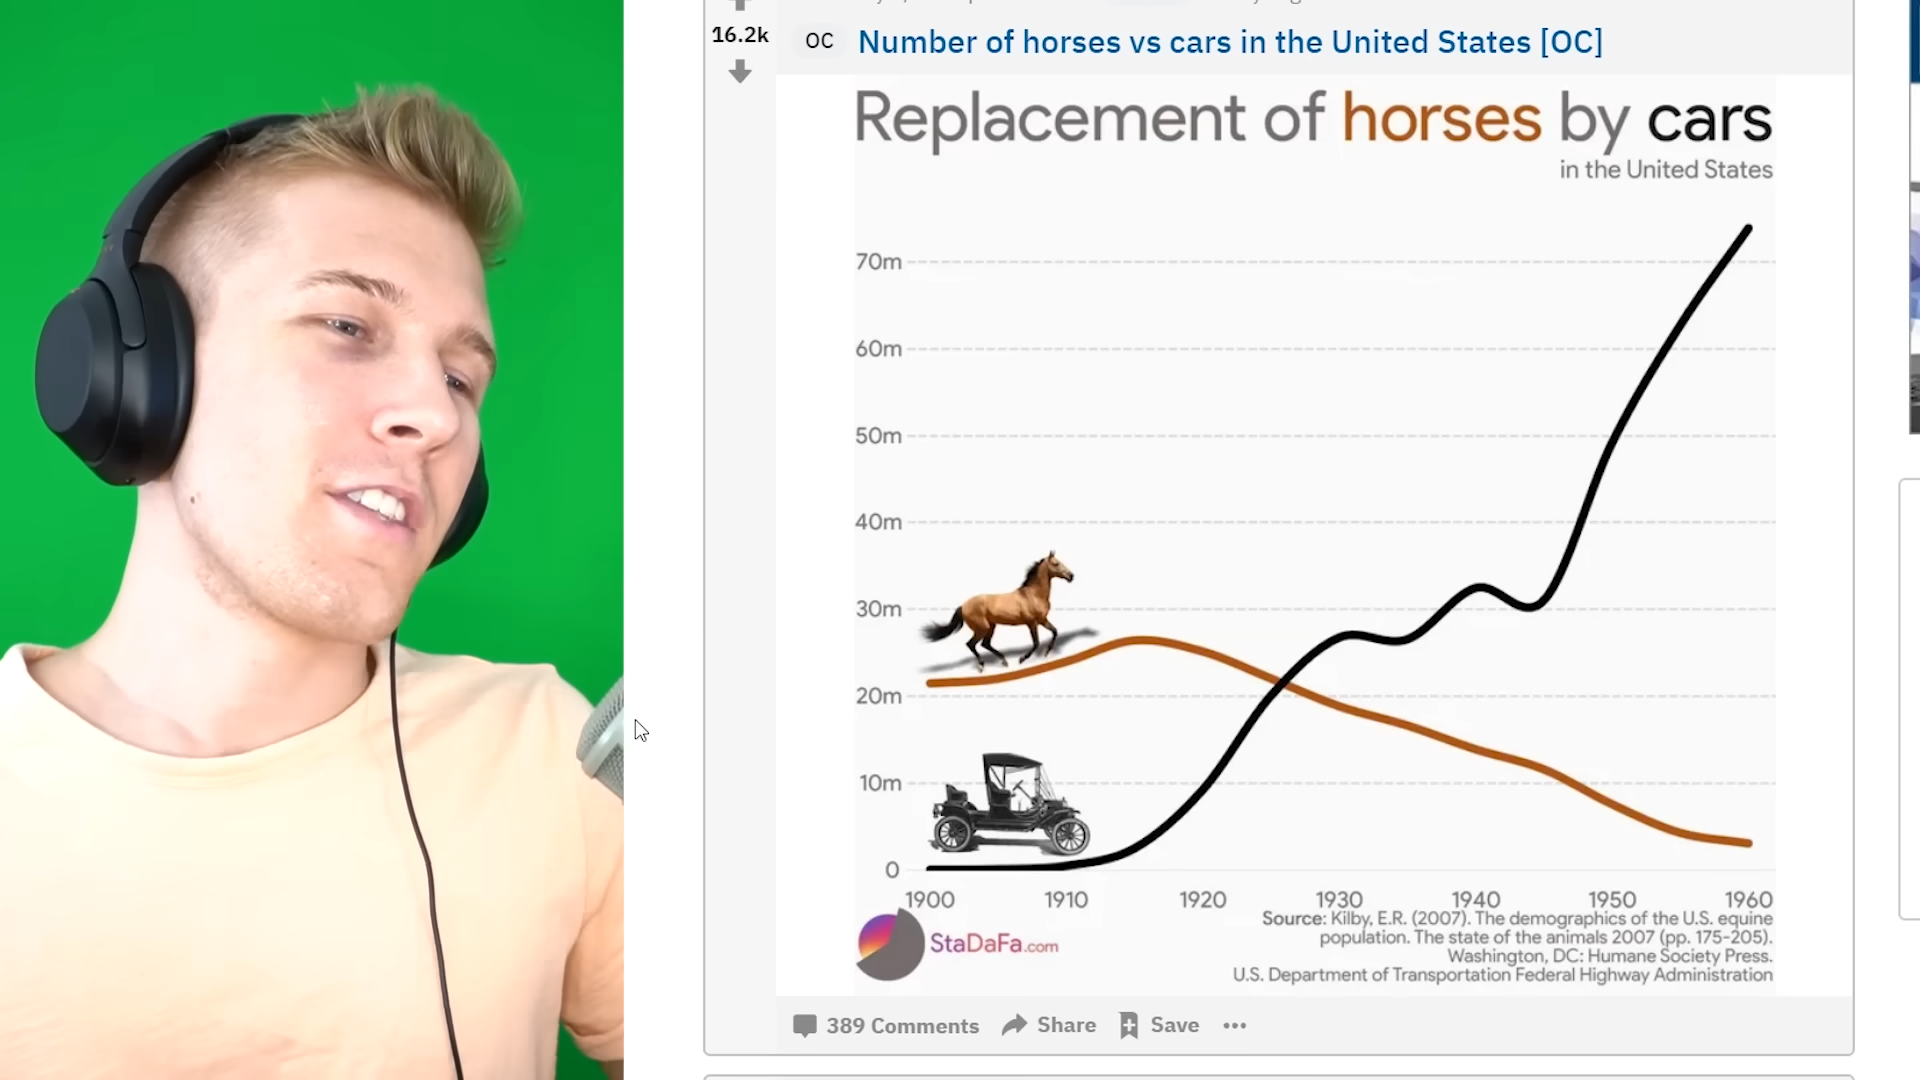 16.2k
OC Number of horses vs cars in the United States [OC]
Replacement of horses by cars
in the United States
70m
60m
50m
40m
30m
20m
10m
0
1900 1910 1920 1930 1940 1950 1960
Source: Kilby, E.R. (2007). The demographics of the U.S. equine
population. The state of the animals 2007 (pp. 175-205).
Washington, DC: Humane Society Press.
U.S. Department of Transportation Federal Highway Administration
StaDaFa.com
389 Comments Share Save